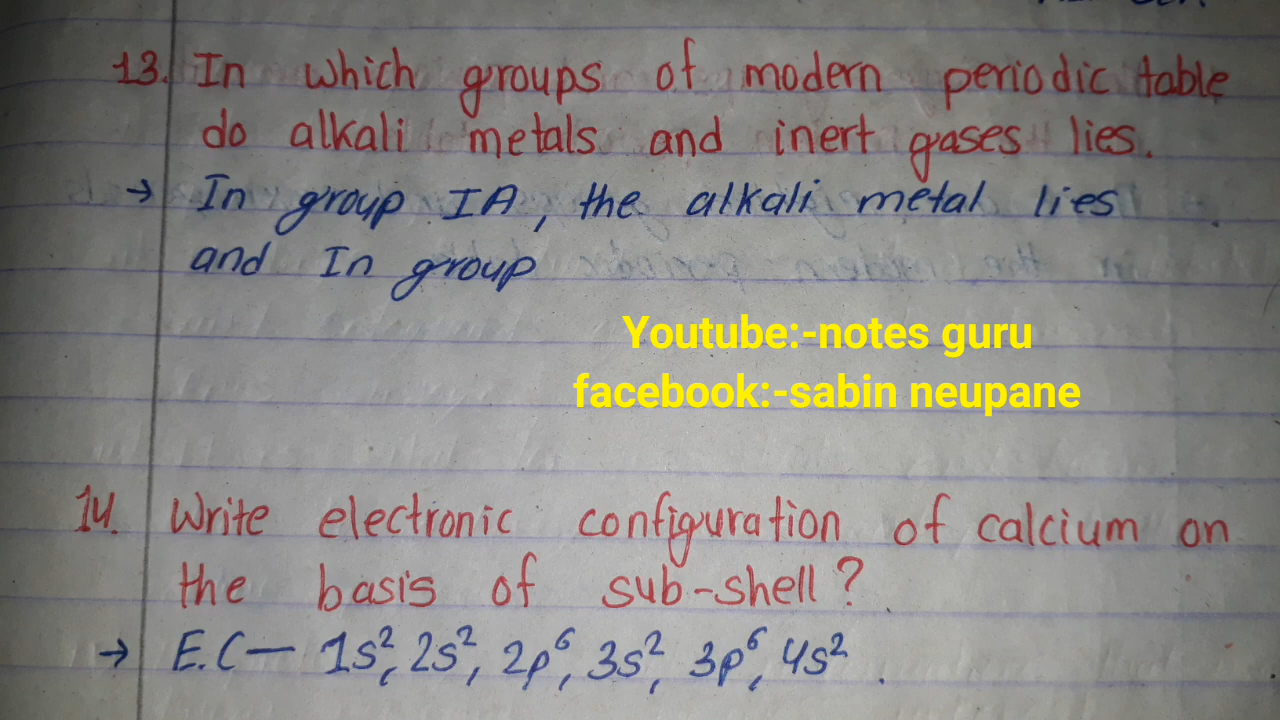 13. In which groups of modern periodic table
do alkali metals and inert gases lies.
→ In group IA, the alkali metal lies
and In group
Youtube:-notes guru
facebook:-sabin neupane
14. Write electronic configuration of calcium on
the basis of sub-shell?
→ E.C— 1s², 2s², 2p⁶, 3s², 3p⁶, 4s².